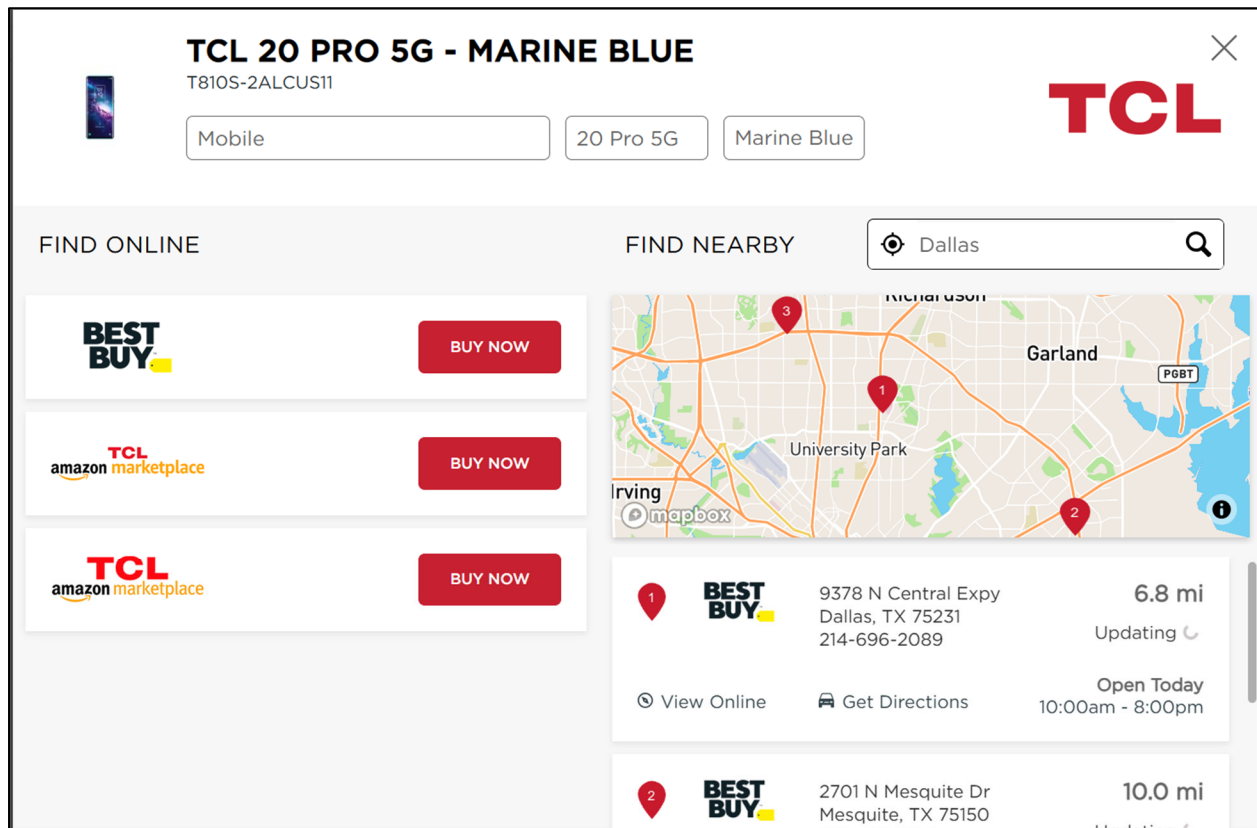 TCL 20 PRO 5G - MARINE BLUE
T810S-2ALCUS11
Mobile
20 Pro 5G
Marine Blue
TCL
FIND ONLINE
BEST
BUY
BUY NOW
TCL
amazon marketplace
BUY NOW
TCL
amazon marketplace
BUY NOW
FIND NEARBY
Dallas
Richardson
3
Garland
PGBT
1
University Park
Irving
mapbox
2
1
BEST
BUY
9378 N Central Expy
Dallas, TX 75231
214-696-2089
6.8 mi
Updating
View Online
Get Directions
Open Today
10:00am - 8:00pm
2
BEST
BUY
2701 N Mesquite Dr
Mesquite, TX 75150
10.0 mi